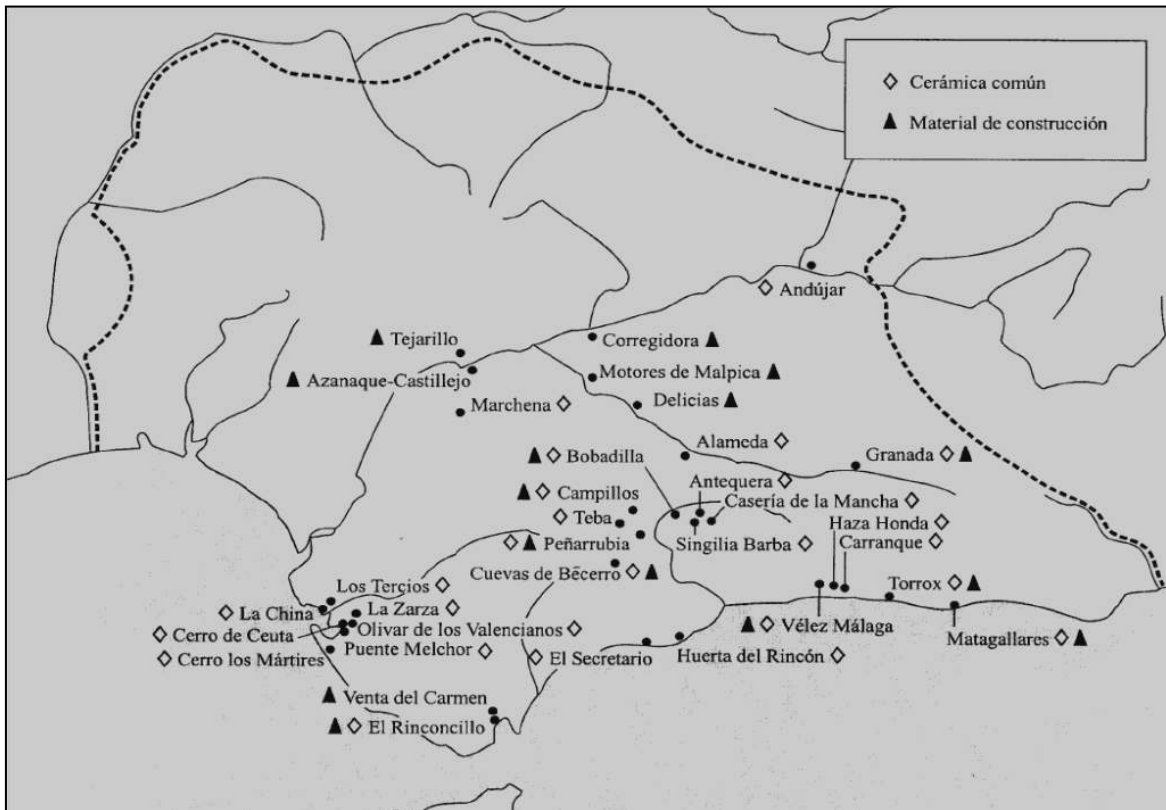 Cerámica común
Material de construcción
Andújar
Tejarillo
Corregidora
Azanaque-Castillejo
Motores de Malpica
Marchena
Delicias
Alameda
Bobadilla
Granada
Antequera
Campillos
Casería de la Mancha
Teba
Haza Honda
Peñarrubia
Singilia Barba
Carranque
Cuevas de Bécerro
Los Tercios
Torrox
La China
La Zarza
Cerro de Ceuta
Olivar de los Valencianos
Vélez Málaga
Matagallares
Cerro los Mártires
Puente Melchor
El Secretario
Huerta del Rincón
Venta del Carmen
El Rinconcillo